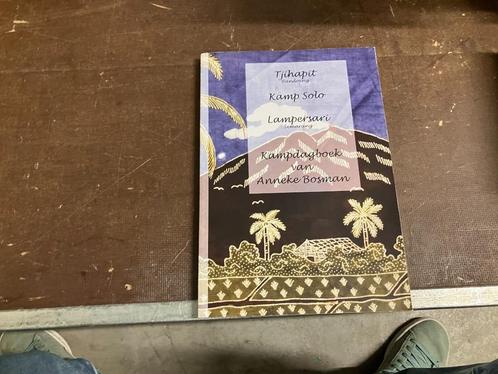 Tjihapit
Bandoeng
Kamp Solo
Lampersari
Semarang
Kampdagboek
van
Anneke Bosman